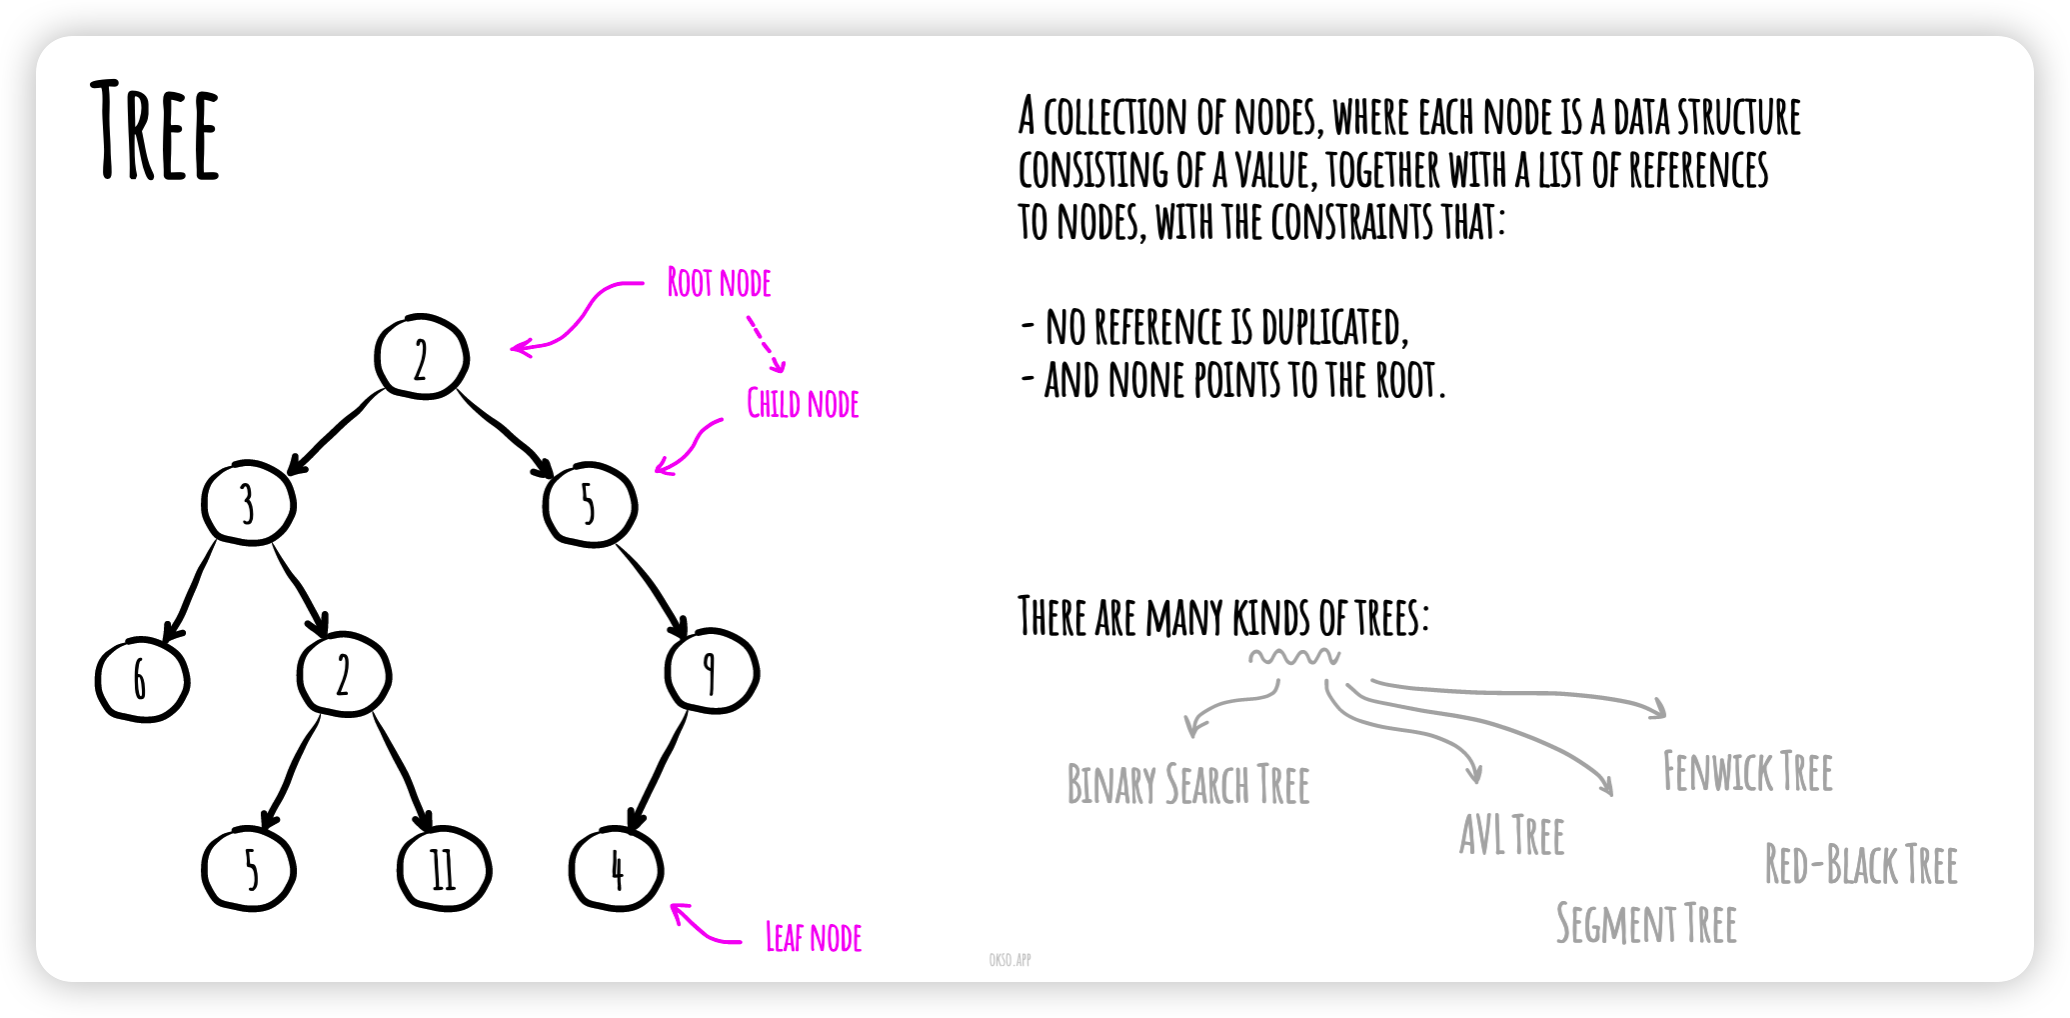 Tree
A collection of nodes, where each node is a data structure
consisting of a value, together with a list of references
to nodes, with the constraints that:
- no reference is duplicated,
- and none points to the root.
Root node
Child node
2
3
5
6
2
9
5
11
4
Leaf node
There are many kinds of trees:
Binary Search Tree
Fenwick Tree
AVL Tree
Red-Black Tree
Segment Tree
okso.app